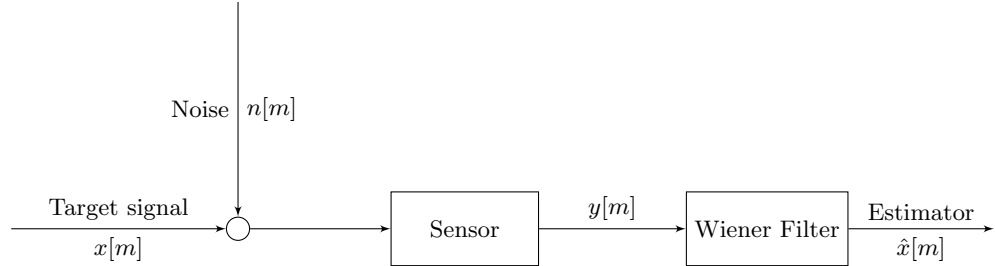 Noise n[m]
Target signal
x[m]
Sensor
y[m]
Wiener Filter
Estimator
x̂[m]